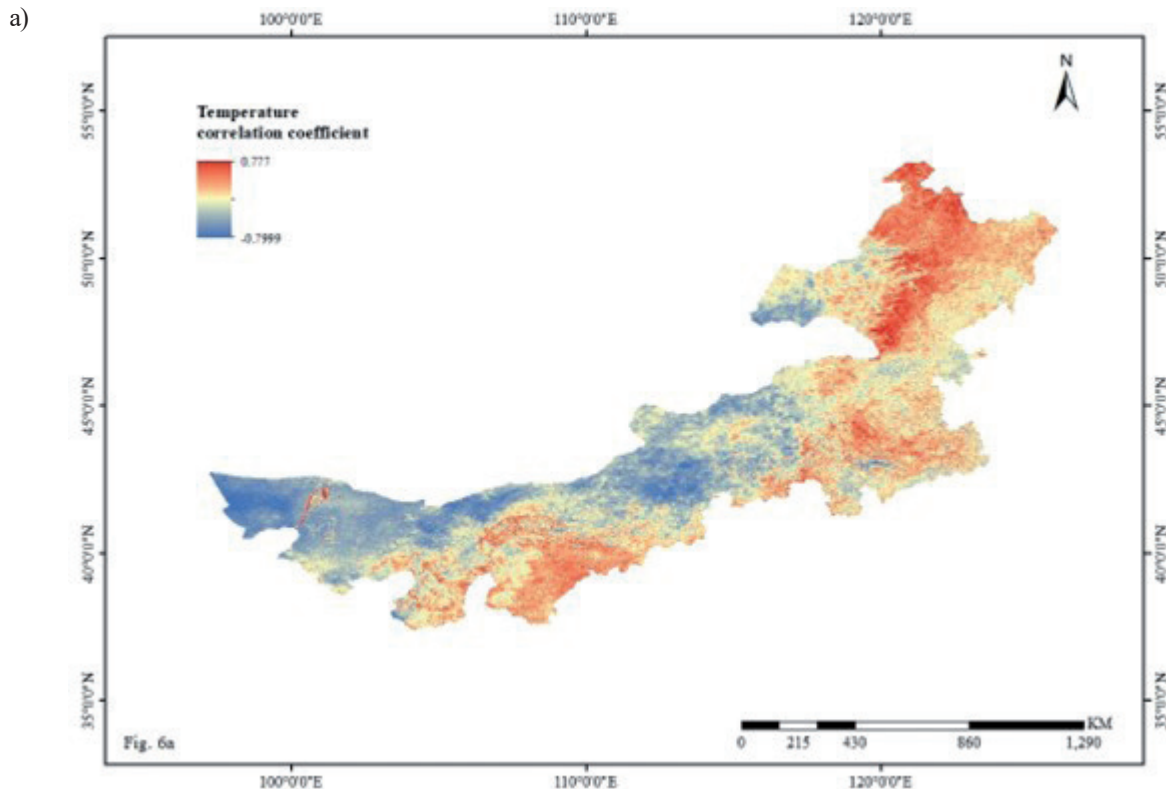 a)
100°0'0"E 110°0'0"E 120°0'0"E
N
Temperature
correlation coefficient
0.777
-0.7999
55°0'0"N 55°0'0"N
50°0'0"N 50°0'0"N
45°0'0"N 45°0'0"N
40°0'0"N 40°0'0"N
35°0'0"N 35°0'0"N
KM
0 215 430 860 1,290
Fig. 6a
100°0'0"E 110°0'0"E 120°0'0"E